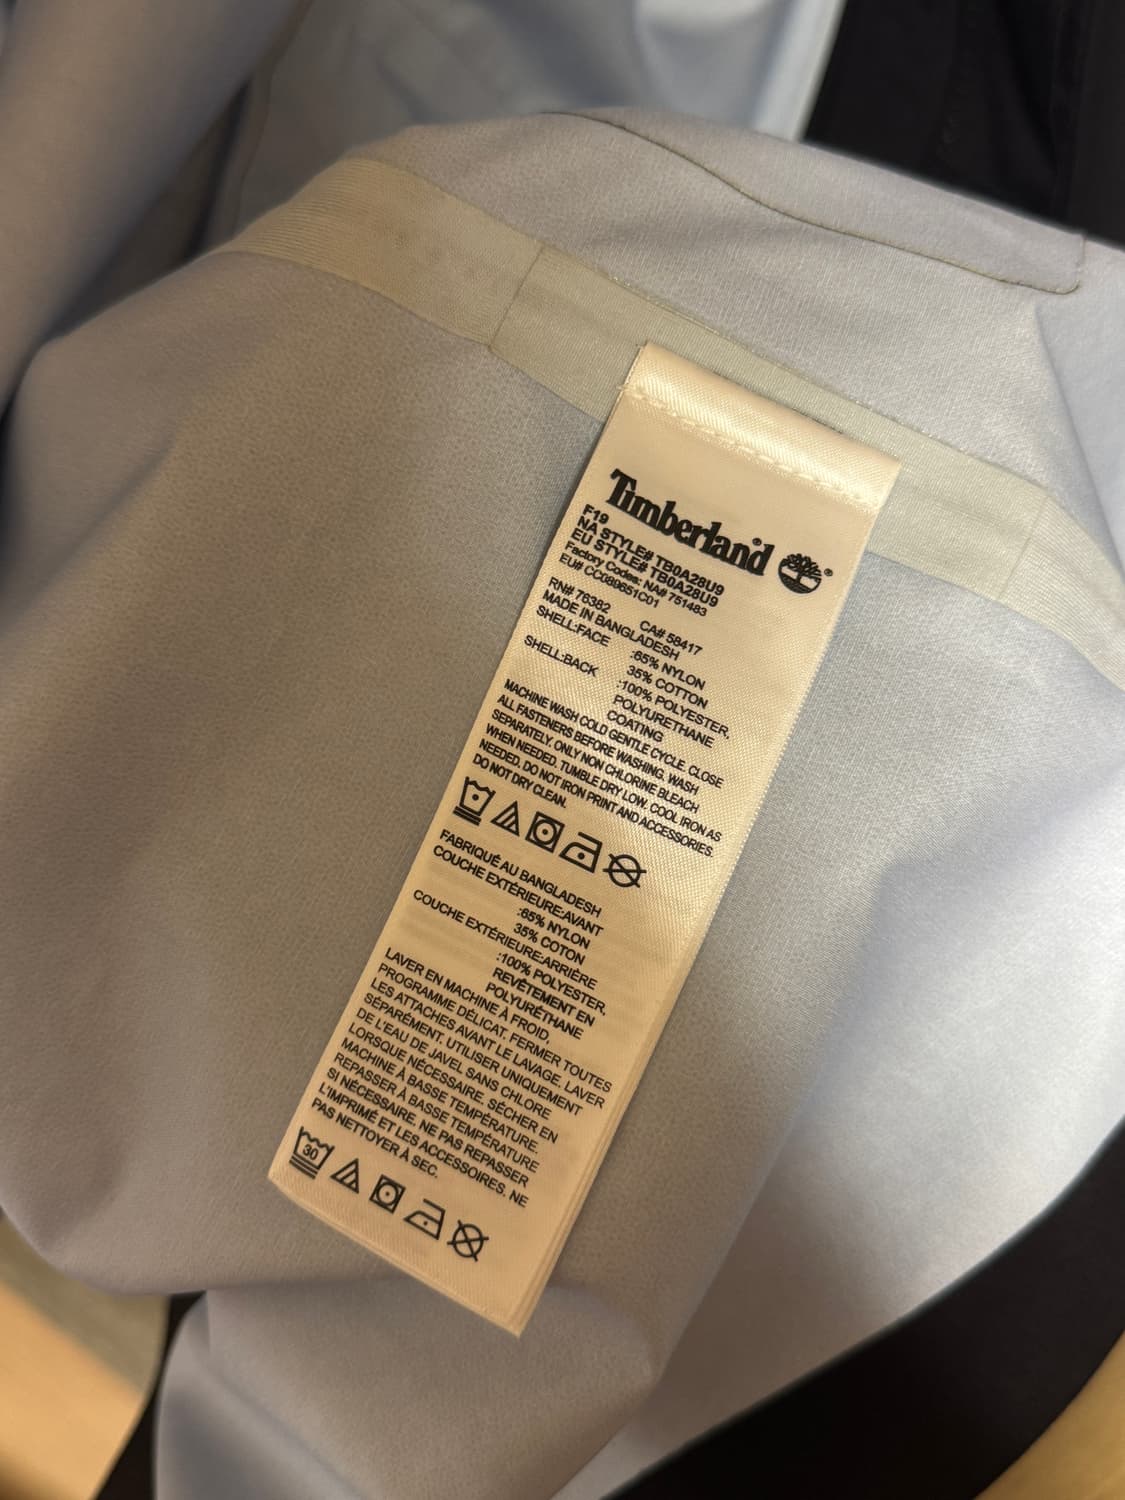 Timberland®
F19
NA STYLE# TB0A28U9
EU STYLE# TB0A28U9
Factory Codes: NA# 751483
EU# CC089651C01
RN# 76382 CA# 58417
MADE IN BANGLADESH
SHELL:FACE :65% NYLON
35% COTTON
SHELL:BACK :100% POLYESTER,
POLYURETHANE
COATING
MACHINE WASH COLD GENTLE CYCLE. CLOSE
ALL FASTENERS BEFORE WASHING. WASH
SEPARATELY. ONLY NON CHLORINE BLEACH
WHEN NEEDED. TUMBLE DRY LOW. COOL IRON AS
NEEDED. DO NOT IRON PRINT AND ACCESSORIES.
DO NOT DRY CLEAN.
FABRIQUÉ AU BANGLADESH
COUCHE EXTÉRIEURE:AVANT
:65% NYLON
35% COTON
COUCHE EXTÉRIEURE:ARRIÈRE
:100% POLYESTER,
REVÊTEMENT EN
POLYURÉTHANE
LAVER EN MACHINE À FROID,
PROGRAMME DÉLICAT. FERMER TOUTES
LES ATTACHES AVANT LE LAVAGE. LAVER
SÉPARÉMENT. UTILISER UNIQUEMENT
DE L'EAU DE JAVEL SANS CHLORE
LORSQUE NÉCESSAIRE. SÉCHER EN
MACHINE À BASSE TEMPÉRATURE.
REPASSER À BASSE TEMPÉRATURE
SI NÉCESSAIRE. NE PAS REPASSER
L'IMPRIMÉ ET LES ACCESSOIRES. NE
PAS NETTOYER À SEC.
30